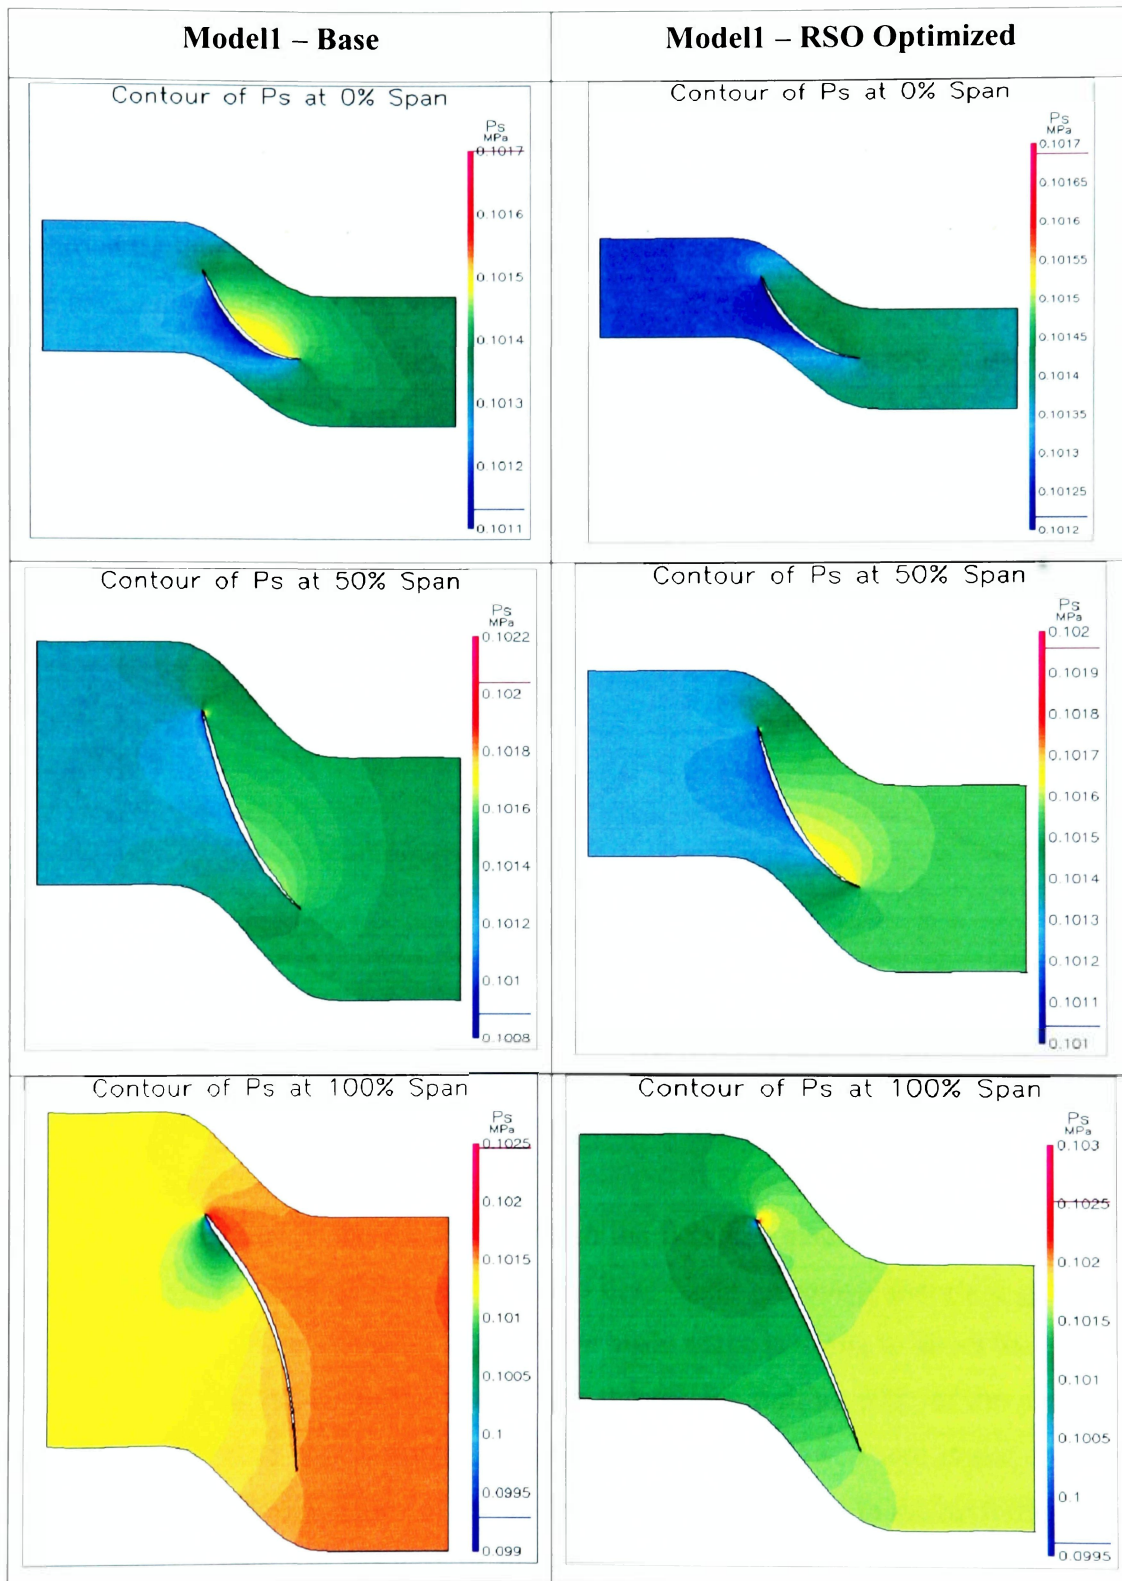 Model1 – Base
Model1 – RSO Optimized
Contour of Ps at 0% Span
Ps
MPa
0.1017
0.1016
0.1015
0.1014
0.1013
0.1012
0.1011
Contour of Ps at 0% Span
Ps
MPa
0.1017
0.10165
0.1016
0.10155
0.1015
0.10145
0.1014
0.10135
0.1013
0.10125
0.1012
Contour of Ps at 50% Span
Ps
MPa
0.1022
0.102
0.1018
0.1016
0.1014
0.1012
0.101
0.1008
Contour of Ps at 50% Span
Ps
MPa
0.102
0.1019
0.1018
0.1017
0.1016
0.1015
0.1014
0.1013
0.1012
0.1011
0.101
Contour of Ps at 100% Span
Ps
MPa
0.1025
0.102
0.1015
0.101
0.1005
0.1
0.0995
0.099
Contour of Ps at 100% Span
Ps
MPa
0.103
0.1025
0.102
0.1015
0.101
0.1005
0.1
0.0995